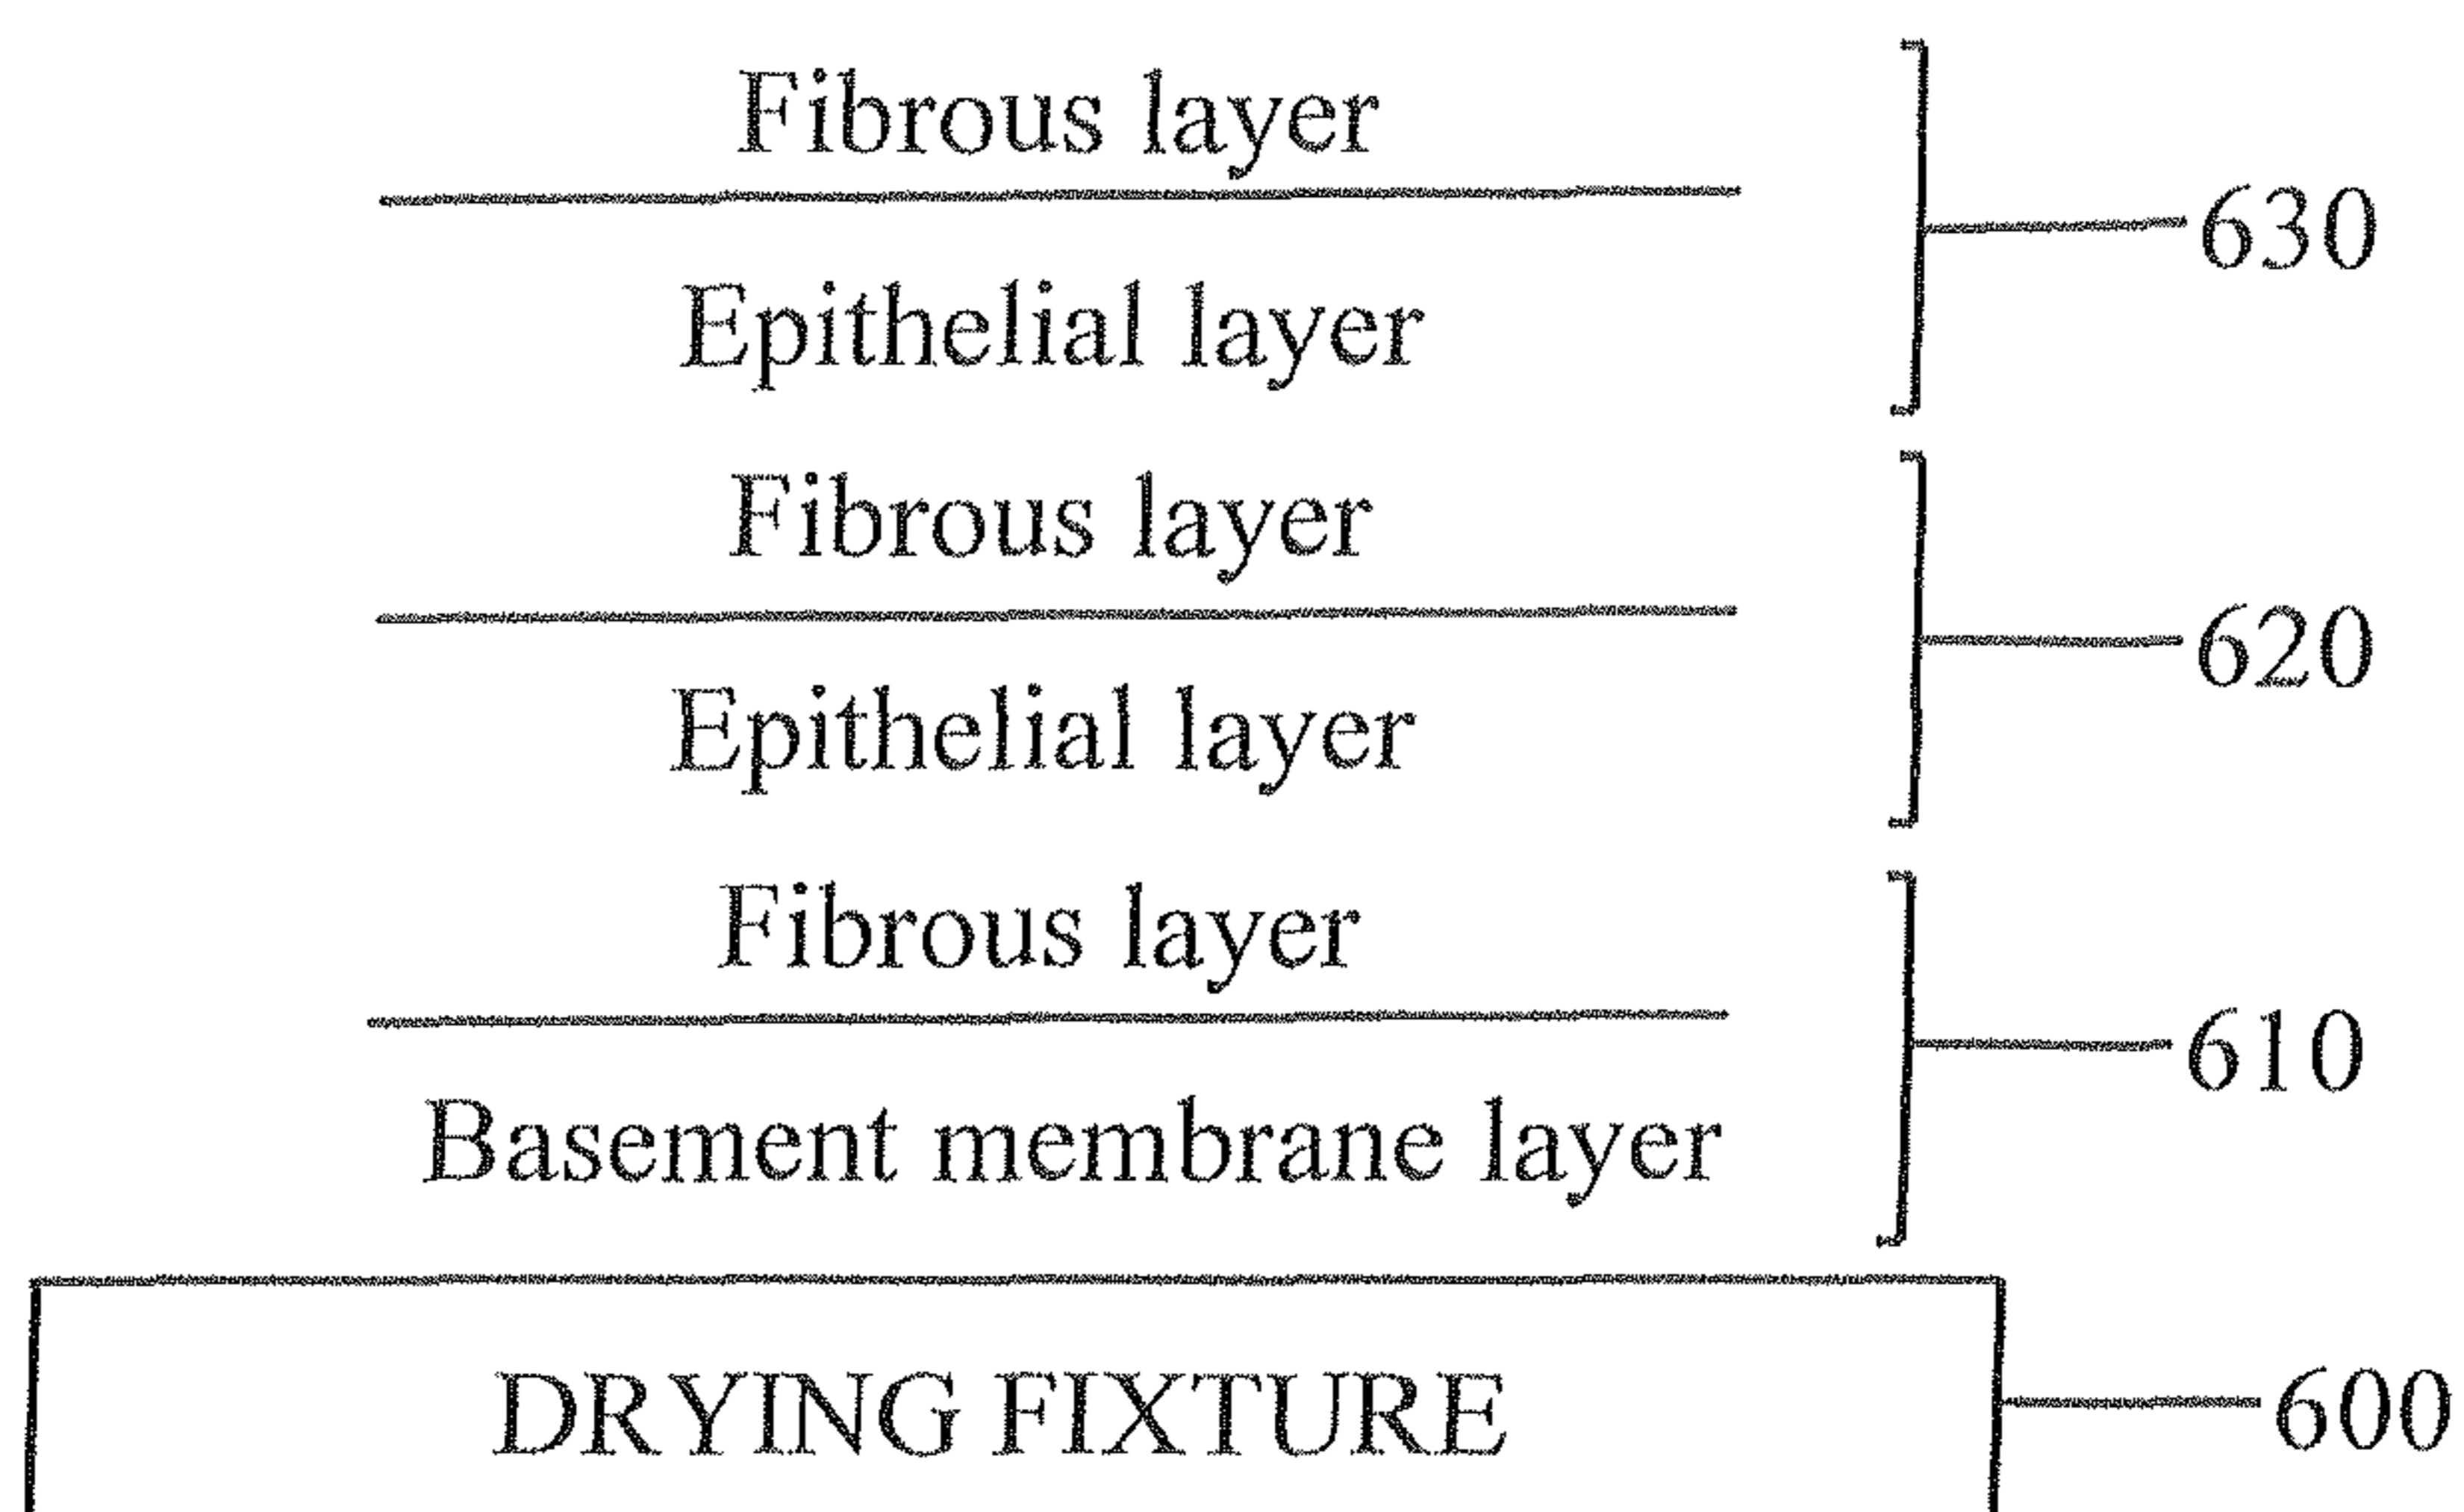 Fibrous layer
630
Epithelial layer
Fibrous layer
620
Epithelial layer
Fibrous layer
610
Basement membrane layer
DRYING FIXTURE
600